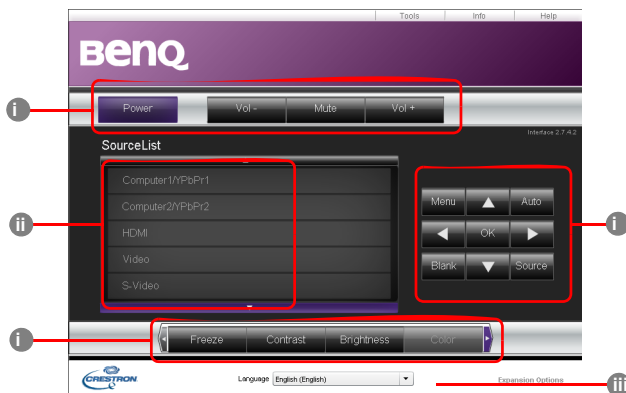 Tools Info Help
BenQ
i Power Vol - Mute Vol +
Interface 2.7.4.2
SourceList
Computer1/YPbPr1
Computer2/YPbPr2
HDMI
Video
S-Video
ii
Menu Auto
OK
Blank Source
i
i Freeze Contrast Brightness Color
CRESTRON Language English (English) Expansion Options iii